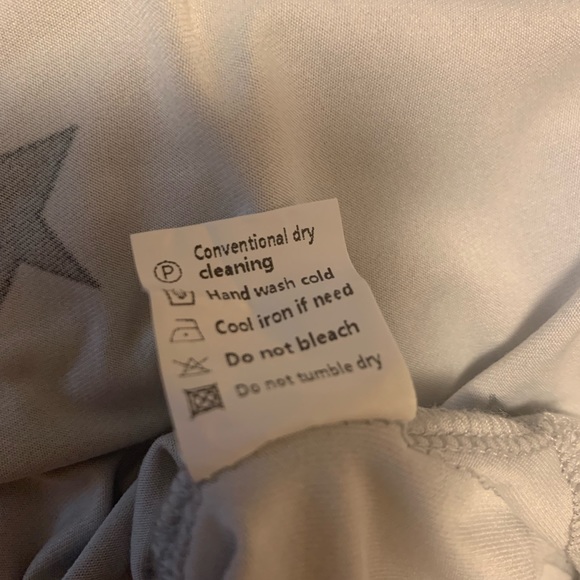 Conventional dry
Ⓟ cleaning
Hand wash cold
Cool iron if need
Do not bleach
Do not tumble dry